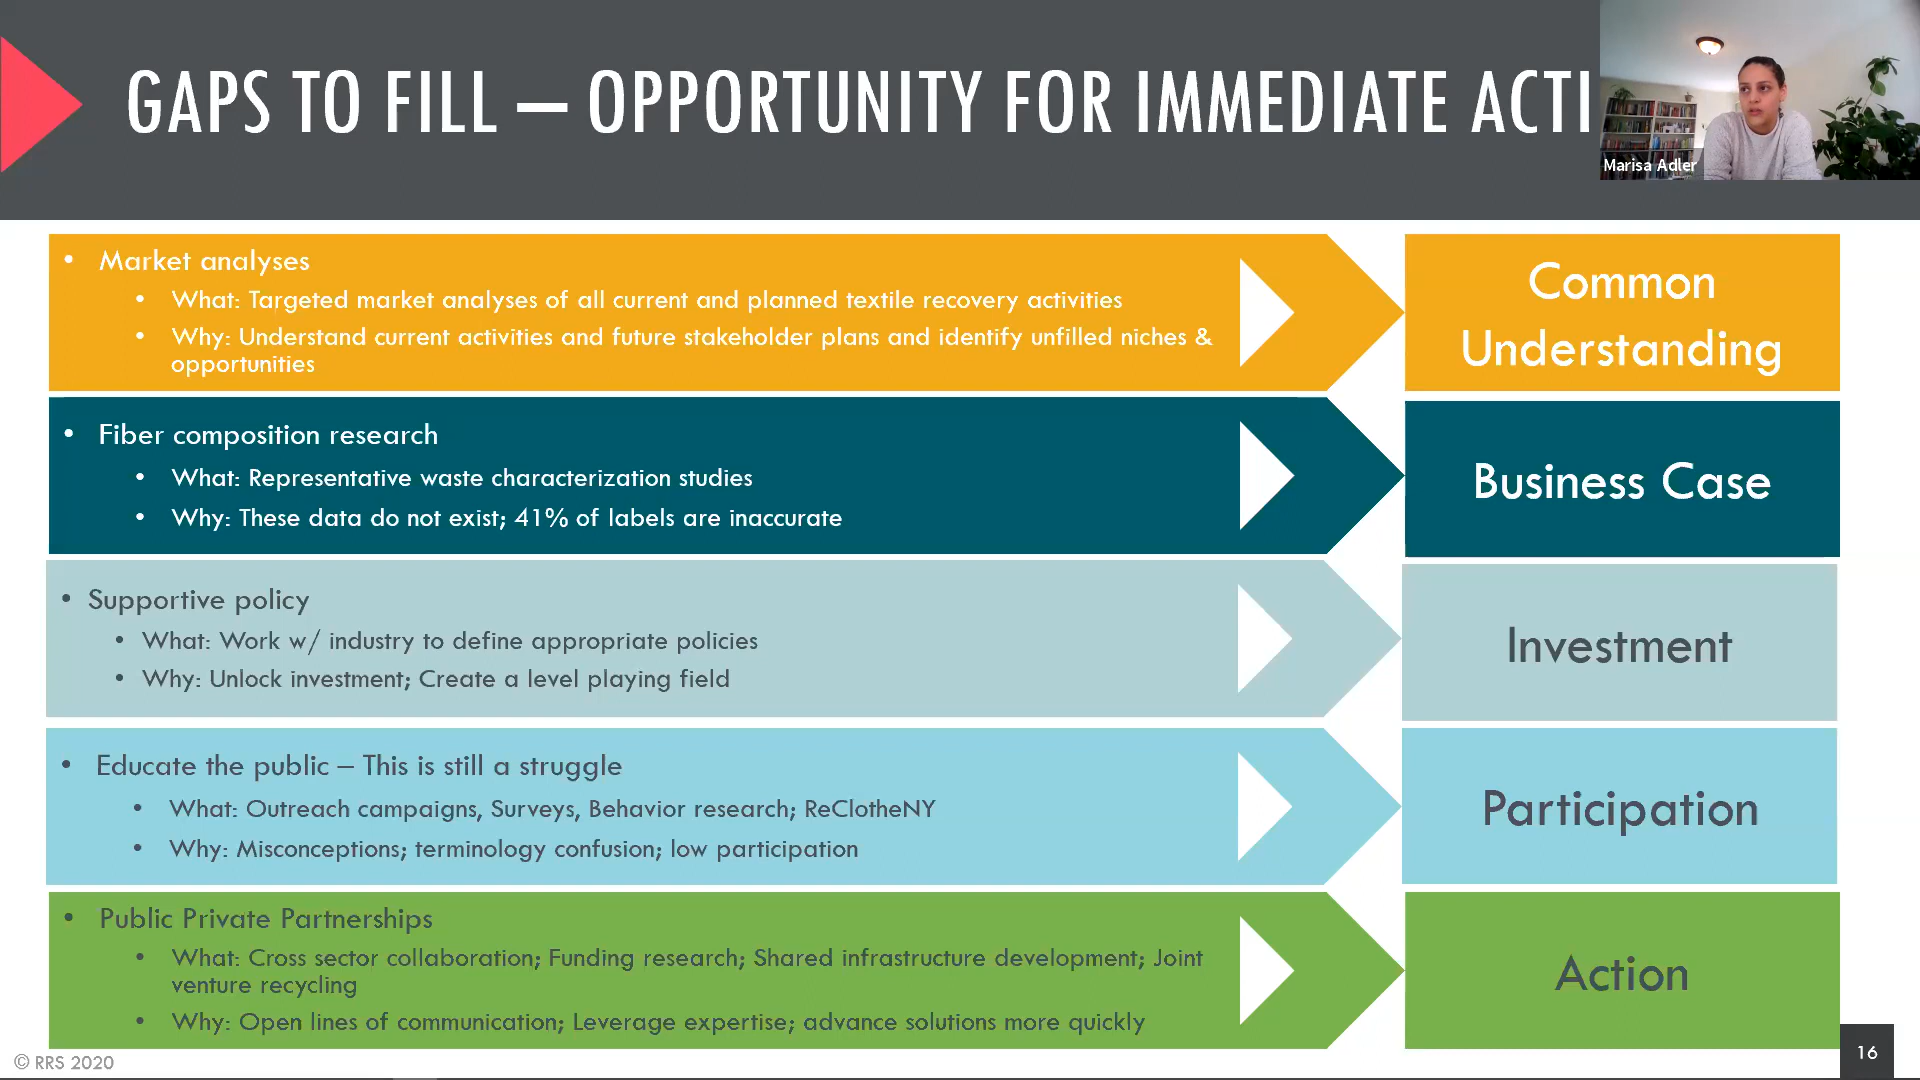 GAPS TO FILL – OPPORTUNITY FOR IMMEDIATE ACTI
Marisa Adler
• Market analyses
• What: Targeted market analyses of all current and planned textile recovery activities
• Why: Understand current activities and future stakeholder plans and identify unfilled niches &
opportunities
Common
Understanding
• Fiber composition research
• What: Representative waste characterization studies
• Why: These data do not exist; 41% of labels are inaccurate
Business Case
• Supportive policy
• What: Work w/ industry to define appropriate policies
• Why: Unlock investment; Create a level playing field
Investment
• Educate the public – This is still a struggle
• What: Outreach campaigns, Surveys, Behavior research; ReClotheNY
• Why: Misconceptions; terminology confusion; low participation
Participation
• Public Private Partnerships
• What: Cross sector collaboration; Funding research; Shared infrastructure development; Joint
venture recycling
• Why: Open lines of communication; Leverage expertise; advance solutions more quickly
Action
© RRS 2020
16